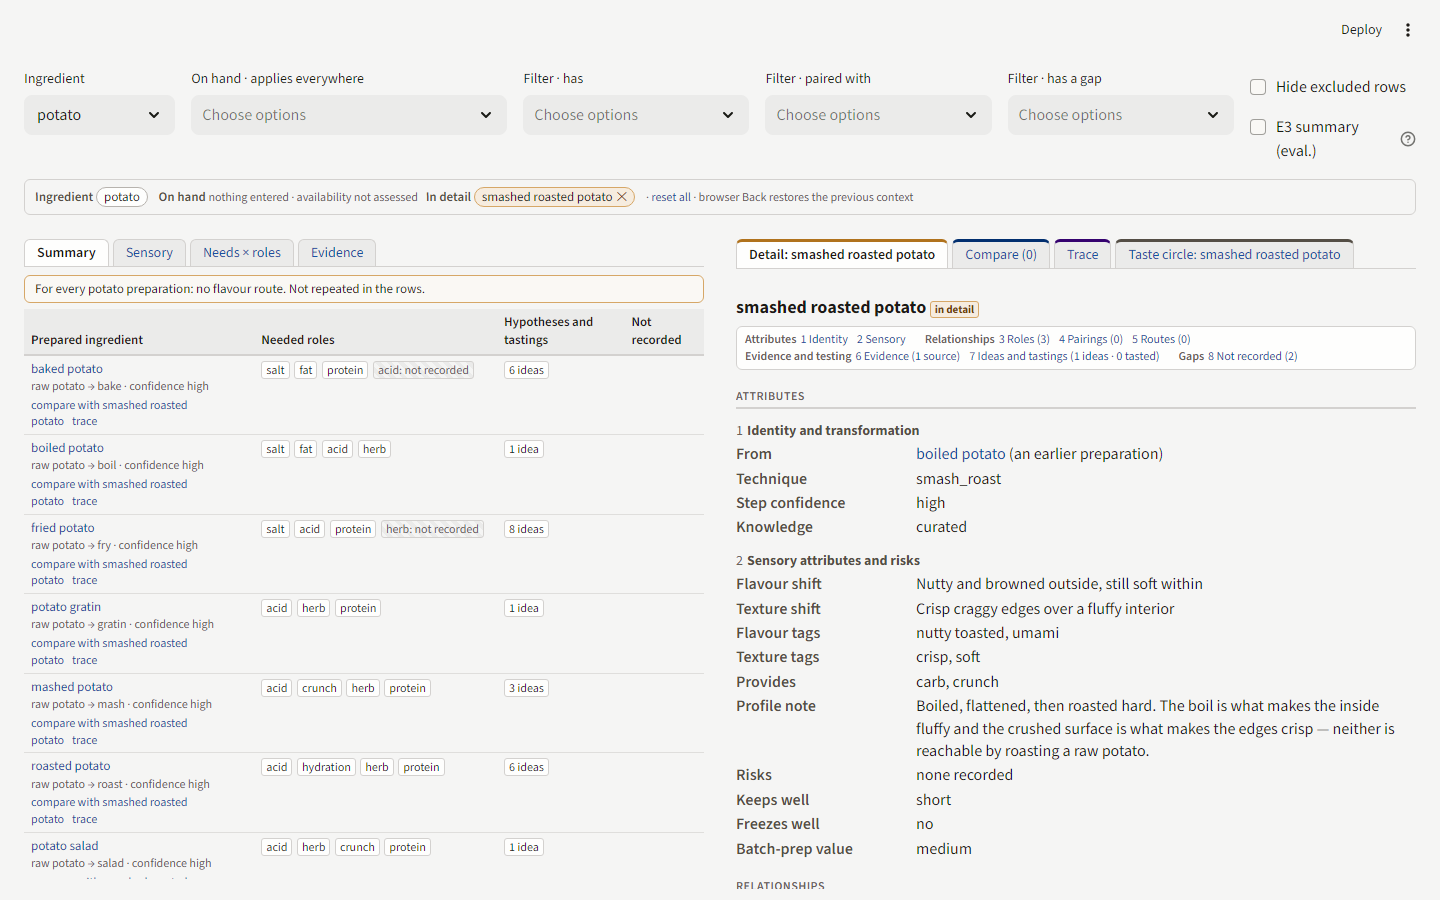 Deploy
Ingredient
On hand · applies everywhere
Filter · has
Filter · paired with
Filter · has a gap
potato
Choose options
Choose options
Choose options
Choose options
Hide excluded rows
E3 summary
(eval.)
Ingredient potato On hand nothing entered · availability not assessed In detail smashed roasted potato · reset all · browser Back restores the previous context
Summary
Sensory
Needs × roles
Evidence
For every potato preparation: no flavour route. Not repeated in the rows.
Prepared ingredient
Needed roles
Hypotheses and
tastings
Not
recorded
baked potato
raw potato → bake · confidence high
compare with smashed roasted
potato trace
salt fat protein acid: not recorded
6 ideas
boiled potato
raw potato → boil · confidence high
compare with smashed roasted
potato trace
salt fat acid herb
1 idea
fried potato
raw potato → fry · confidence high
compare with smashed roasted
potato trace
salt acid protein herb: not recorded
8 ideas
potato gratin
raw potato → gratin · confidence high
compare with smashed roasted
potato trace
acid herb protein
1 idea
mashed potato
raw potato → mash · confidence high
compare with smashed roasted
potato trace
acid crunch herb protein
3 ideas
roasted potato
raw potato → roast · confidence high
compare with smashed roasted
potato trace
acid hydration herb protein
6 ideas
potato salad
raw potato → salad · confidence high
acid herb crunch protein
1 idea
Detail: smashed roasted potato
Compare (0)
Trace
Taste circle: smashed roasted potato
smashed roasted potato in detail
Attributes 1 Identity 2 Sensory Relationships 3 Roles (3) 4 Pairings (0) 5 Routes (0)
Evidence and testing 6 Evidence (1 source) 7 Ideas and tastings (1 ideas · 0 tasted) Gaps 8 Not recorded (2)
ATTRIBUTES
1 Identity and transformation
From boiled potato (an earlier preparation)
Technique smash_roast
Step confidence high
Knowledge curated
2 Sensory attributes and risks
Flavour shift Nutty and browned outside, still soft within
Texture shift Crisp craggy edges over a fluffy interior
Flavour tags nutty toasted, umami
Texture tags crisp, soft
Provides carb, crunch
Profile note Boiled, flattened, then roasted hard. The boil is what makes the inside
fluffy and the crushed surface is what makes the edges crisp — neither is
reachable by roasting a raw potato.
Risks none recorded
Keeps well short
Freezes well no
Batch-prep value medium
RELATIONSHIPS